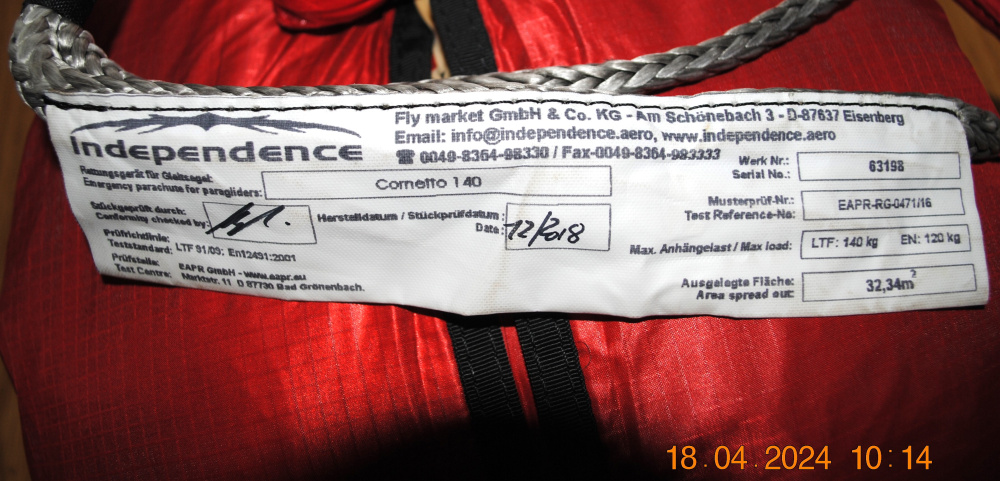 Independence
Fly market GmbH & Co. KG - Am Schönebach 3 - D-87637 Eisenberg
Email: info@independence.aero, www.independence.aero
☎ 0049-8364-98330 / Fax-0049-8364-983333
Rettungsgerät für Gleitsegel:
Emergency parachute for paragliders:
Cornetto 140
Werk Nr.:
Serial No.:
63198
Stückgeprüft durch:
Conformity checked by:
Herstelldatum / Stückprüfdatum:
Date:
12/2018
Musterprüf-Nr.:
Test Reference-No:
EAPR-RG-0471/16
Prüfrichtlinie:
Teststandard: LTF 91/09: En12491:2001
Max. Anhängelast / Max load:
LTF: 140 kg EN: 120 kg
Prüfstelle: EAPR GmbH - www.eapr.eu
Test Centre: Marktstr. 11 D 87730 Bad Grönenbach.
Ausgelegte Fläche:
Area spread out:
32,34m²
18.04.2024 10:14